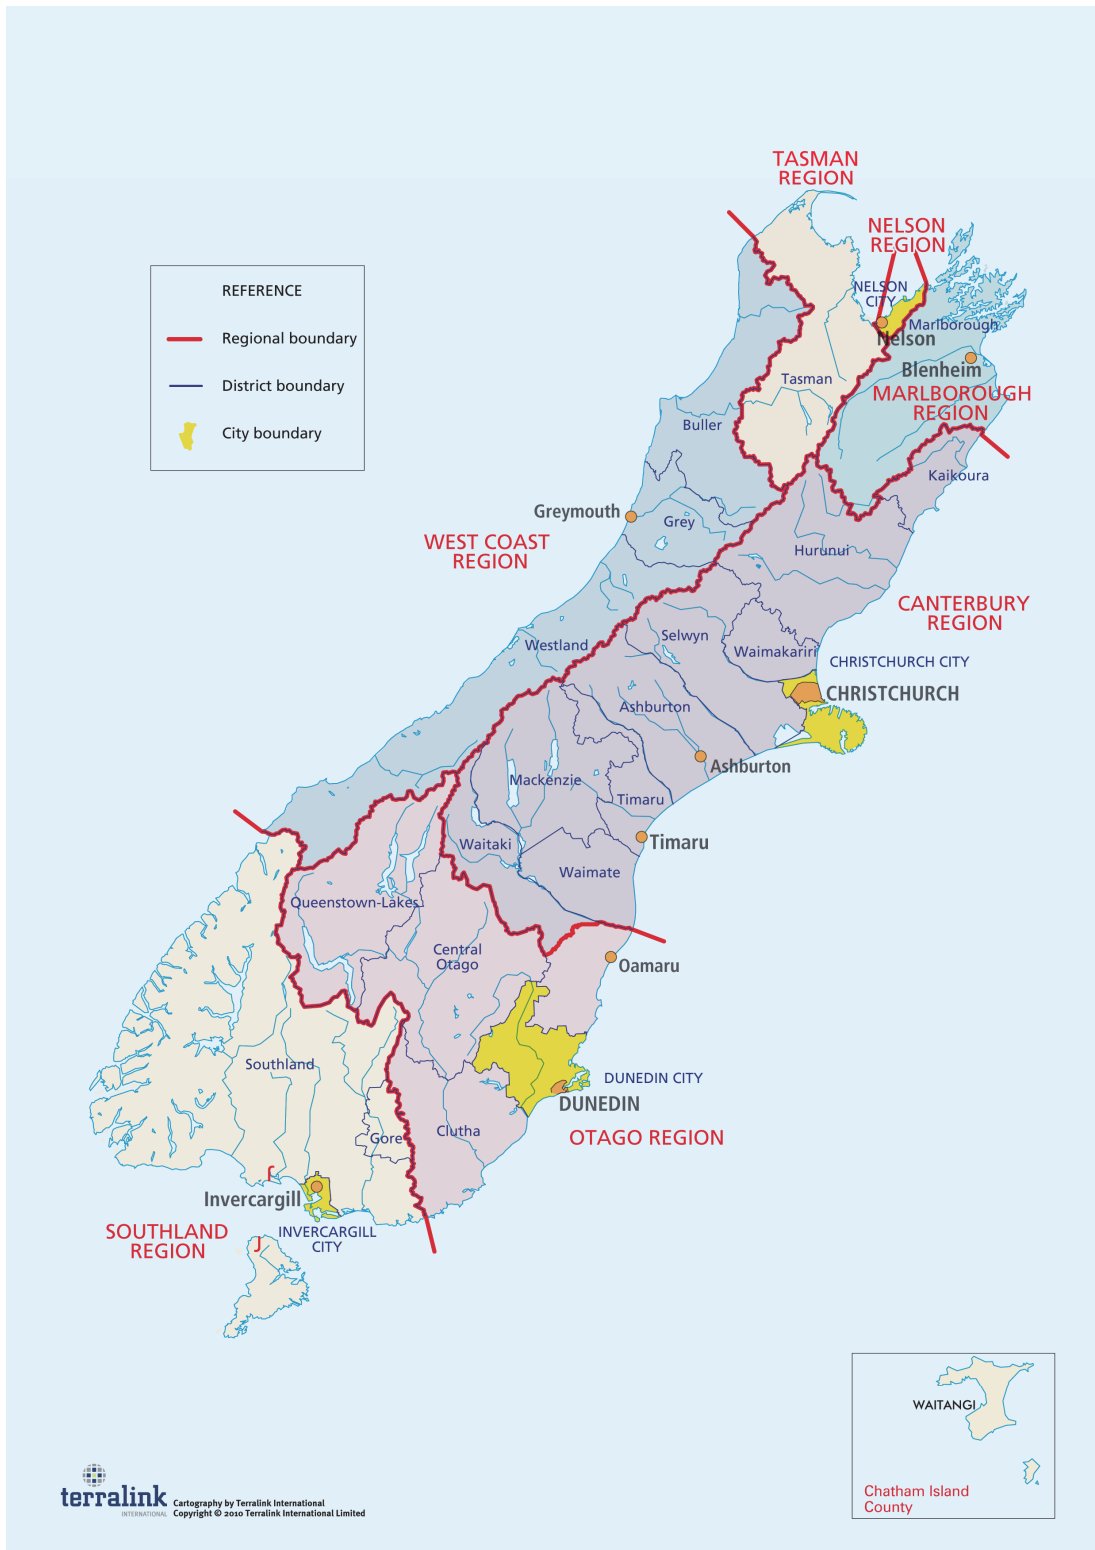 TASMAN
REGION
NELSON
REGION
REFERENCE
Regional boundary
District boundary
City boundary
NELSON
CITY
Marlborough
Nelson
Blenheim
MARLBOROUGH
REGION
Tasman
Buller
Kaikoura
Greymouth
Grey
WEST COAST
REGION
Hurunui
CANTERBURY
REGION
Selwyn
Westland
Waimakariri
CHRISTCHURCH CITY
CHRISTCHURCH
Ashburton
Ashburton
Mackenzie
Timaru
Timaru
Waitaki
Waimate
Queenstown-Lakes
Central
Otago
Oamaru
Southland
DUNEDIN CITY
DUNEDIN
OTAGO REGION
Clutha
Gore
Invercargill
SOUTHLAND
REGION
INVERCARGILL
CITY
WAITANGI
Chatham Island
County
terralink
INTERNATIONAL
Cartography by Terralink International
Copyright © 2010 Terralink International Limited